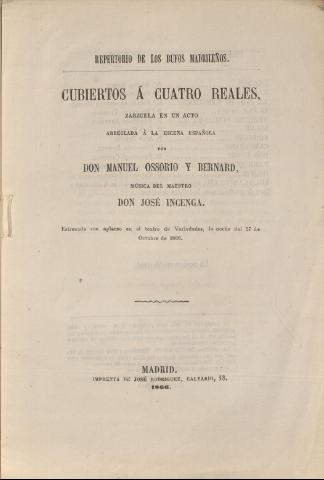 REPERTORIO DE LOS BUFOS MADRILEÑOS.
CUBIERTOS Á CUATRO REALES,
ZARZUELA EN UN ACTO
ARREGLADA Á LA ESCENA ESPAÑOLA
POR
DON MANUEL OSSORIO Y BERNARD,
MÚSICA DEL MAESTRO
DON JOSÉ INCENGA.
Estrenada con aplauso en el teatro de Variedades, la noche del 17 de
Octubre de 1866.
MADRID.
IMPRENTA DE JOSÉ RODRIGUEZ, CALVARIO, 18.
1866.